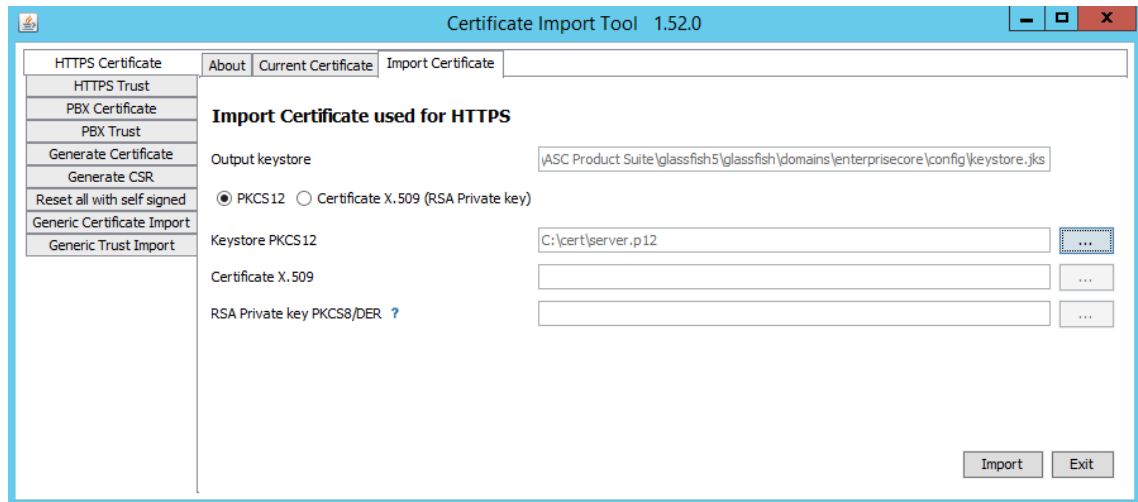 Certificate Import Tool 1.52.0
HTTPS Certificate
HTTPS Trust
PBX Certificate
PBX Trust
Generate Certificate
Generate CSR
Reset all with self signed
Generic Certificate Import
Generic Trust Import
About Current Certificate Import Certificate
Import Certificate used for HTTPS
Output keystore \ASC Product Suite\glassfish5\glassfish\domains\enterprisecore\config\keystore.jks
PKCS12 Certificate X.509 (RSA Private key)
Keystore PKCS12 C:\cert\server.p12 ...
Certificate X.509 ...
RSA Private key PKCS8/DER ? ...
Import Exit